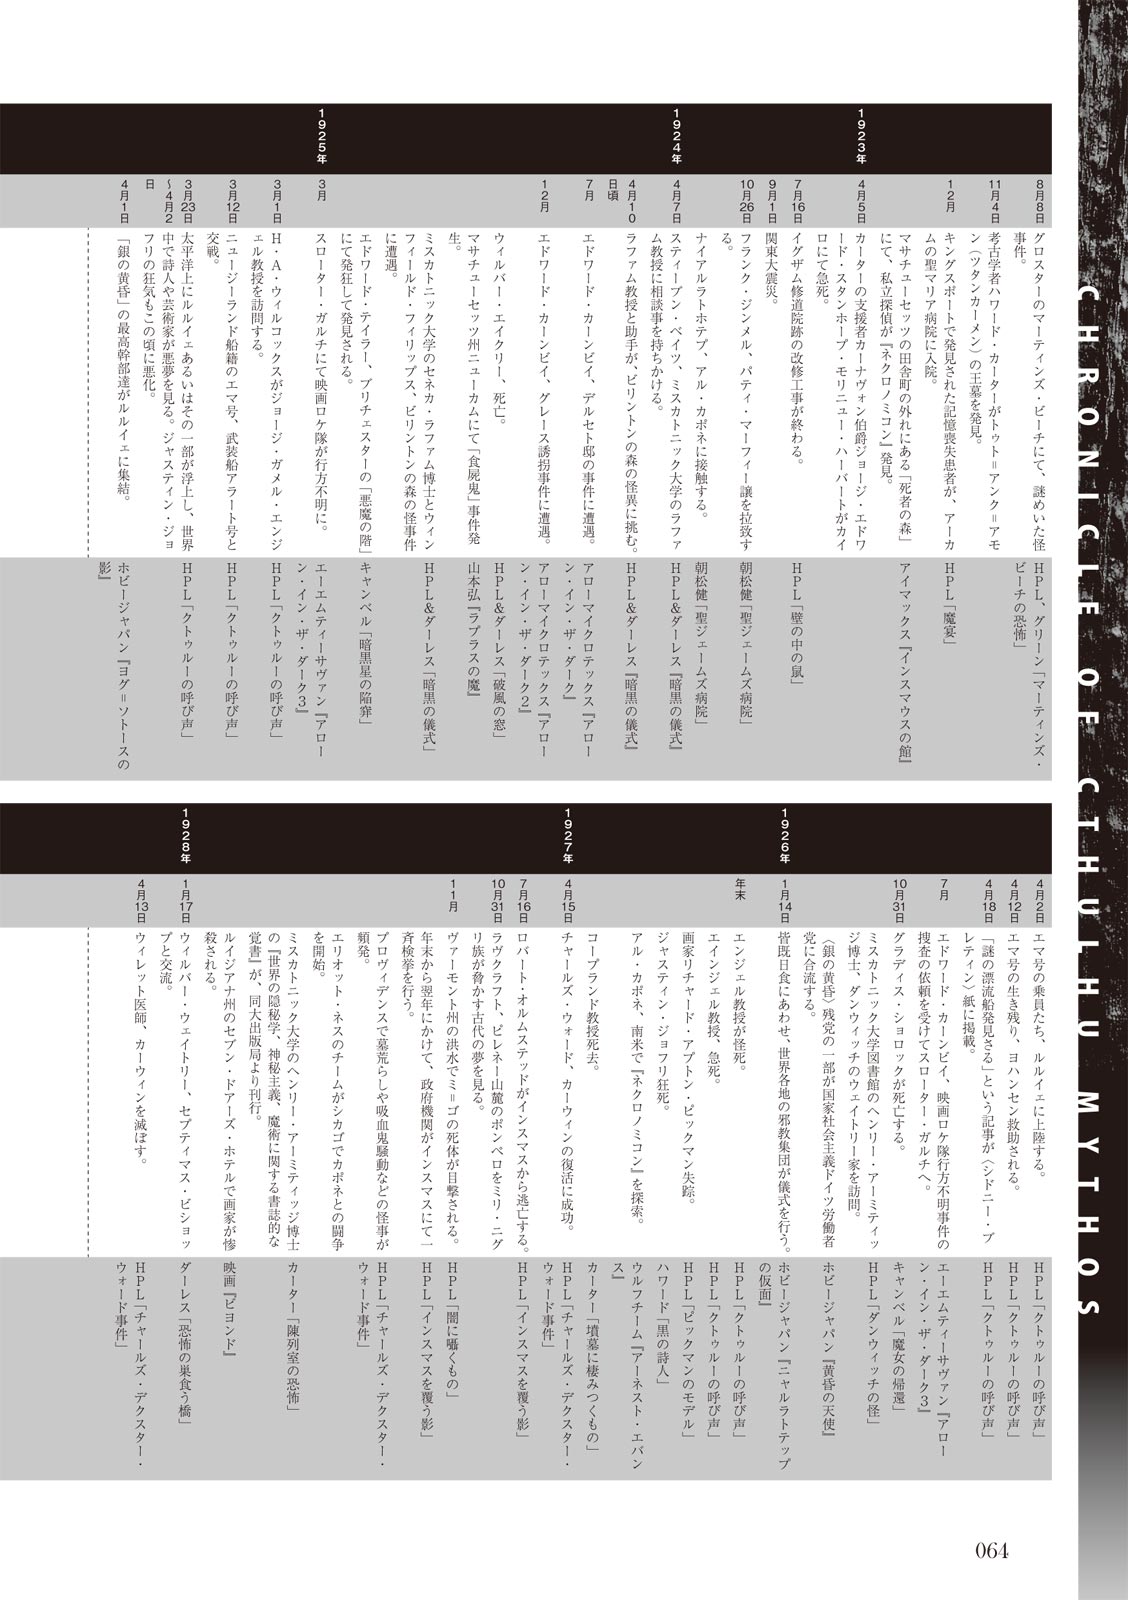 CHRONICLE OF CTHULHU MYTHOS
8月8日
グロスターのマーティンズ・ビーチにて、謎めいた怪
事件。
HPL、グリーン「マーティンズ・
ビーチの恐怖」
11月4日
考古学者ハワード・カーターがトゥト＝アンク＝アモ
ン（ツタンカーメン）の王墓を発見。
12月
キングスポートで発見された記憶喪失患者が、アーカ
ムの聖マリア病院に入院。
HPL「魔宴」
マサチューセッツの田舎町の外れにある「死者の森」
にて、私立探偵が『ネクロノミコン』発見。
アイマックス『インスマウスの館』
1923年
4月5日
カーターの支援者カーナヴォン伯爵ジョージ・エドワ
ード・スタンホープ・モリニュー・ハーバートがカイ
ロにて急死。
7月16日
イグザム修道院跡の改修工事が終わる。
HPL「壁の中の鼠」
9月1日
関東大震災。
10月26日
フランク・ジンメル、パティ・マーフィー譲を拉致す
る。
朝松健「聖ジェームズ病院」
ナイアルラトホテプ、アル・カポネに接触する。
朝松健「聖ジェームズ病院」
1924年
4月7日
スティーブン・ベイツ、ミスカトニック大学のラファ
ム教授に相談事を持ちかける。
HPL＆ダーレス『暗黒の儀式』
4月10
日頃
ラファム教授と助手が、ビリントンの森の怪異に挑む。
HPL＆ダーレス『暗黒の儀式』
7月
エドワード・カーンビィ、デルセト邸の事件に遭遇。
アローマイクロテックス『アロー
ン・イン・ザ・ダーク』
12月
エドワード・カーンビィ、グレース誘拐事件に遭遇。
アローマイクロテックス『アロー
ン・イン・ザ・ダーク2』
ウィルバー・エイクリー、死亡。
HPL＆ダーレス「破風の窓」
マサチューセッツ州ニューカムにて「食屍鬼」事件発
生。
山本弘『ラプラスの魔』
ミスカトニック大学のセネカ・ラファム博士とウィン
フィールド・フィリップス、ビリントンの森の怪事件
に遭遇。
HPL＆ダーレス「暗黒の儀式」
エドワード・テイラー、ブリチェスターの「悪魔の階」
にて発狂して発見される。
キャンベル「暗黒星の陥穽」
1925年
3月
スローター・ガルチにて映画ロケ隊が行方不明に。
エーエムティーサヴァン『アロー
ン・イン・ザ・ダーク3』
3月1日
H・A・ウィルコックスがジョージ・ガメル・エンジ
ェル教授を訪問する。
HPL「クトゥルーの呼び声」
3月12日
ニュージーランド船籍のエマ号、武装船アラート号と
交戦。
HPL「クトゥルーの呼び声」
3月23日
〜4月2
日
太平洋上にルルイェあるいはその一部が浮上し、世界
中で詩人や芸術家が悪夢を見る。ジャスティン・ジョ
フリの狂気もこの頃に悪化。
HPL「クトゥルーの呼び声」
4月1日
「銀の黄昏」の最高幹部達がルルイェに集結。
ホビージャパン『ヨグ＝ソトースの
影』
4月2日
エマ号の乗員たち、ルルイェに上陸する。
HPL「クトゥルーの呼び声」
4月12日
エマ号の生き残り、ヨハンセン救助される。
HPL「クトゥルーの呼び声」
4月18日
「謎の漂流船発見さる」という記事が〈シドニー・ブ
レティン〉紙に掲載。
HPL「クトゥルーの呼び声」
7月
エドワード・カーンビィ、映画ロケ隊行方不明事件の
捜査の依頼を受けてスローター・ガルチへ。
エーエムティーサヴァン『アロー
ン・イン・ザ・ダーク3』
10月31日
グラディス・ショロックが死亡する。
キャンベル「魔女の帰還」
ミスカトニック大学図書館のヘンリー・アーミティッ
ジ博士、ダンウィッチのウェイトリー家を訪問。
HPL「ダンウィッチの怪」
〈銀の黄昏〉残党の一部が国家社会主義ドイツ労働者
党に合流する。
ホビージャパン『黄昏の天使』
1926年
1月14日
皆既日食にあわせ、世界各地の邪教集団が儀式を行う。
ホビージャパン『ニャルラトテップ
の仮面』
年末
エンジェル教授が怪死。
HPL「クトゥルーの呼び声」
エインジェル教授、急死。
HPL「クトゥルーの呼び声」
画家リチャード・アプトン・ピックマン失踪。
HPL「ピックマンのモデル」
ジャスティン・ジョフリ狂死。
ハワード「黒の詩人」
アル・カポネ、南米で『ネクロノミコン』を探索。
ウルフチーム『アーネスト・エバン
ス』
コープランド教授死去。
カーター「墳墓に棲みつくもの」
1927年
4月15日
チャールズ・ウォード、カーウィンの復活に成功。
HPL「チャールズ・デクスター・
ウォード事件」
7月16日
ロバート・オルムステッドがインスマスから逃亡する。
HPL「インスマスを覆う影」
10月31日
ラヴクラフト、ピレネー山麓のポンペロをミリ・ニグ
リ族が脅かす古代の夢を見る。
11月
ヴァーモント州の洪水でミ＝ゴの死体が目撃される。
HPL「闇に囁くもの」
年末から翌年にかけて、政府機関がインスマスにて一
斉検挙を行う。
HPL「インスマスを覆う影」
プロヴィデンスで墓荒らしや吸血鬼騒動などの怪事が
頻発。
HPL「チャールズ・デクスター・
ウォード事件」
エリオット・ネスのチームがシカゴでカポネとの闘争
を開始。
ミスカトニック大学のヘンリー・アーミティッジ博士
の『世界の隠秘学、神秘主義、魔術に関する書誌的な
覚書』が、同大出版局より刊行。
カーター「陳列室の恐怖」
ルイジアナ州のセブン・ドアーズ・ホテルで画家が惨
殺される。
映画『ビヨンド』
1928年
1月17日
ウィルバー・ウェイトリー、セプティマス・ビショッ
プと交流。
ダーレス「恐怖の巣食う橋」
4月13日
ウィレット医師、カーウィンを滅ぼす。
HPL「チャールズ・デクスター・
ウォード事件」
064